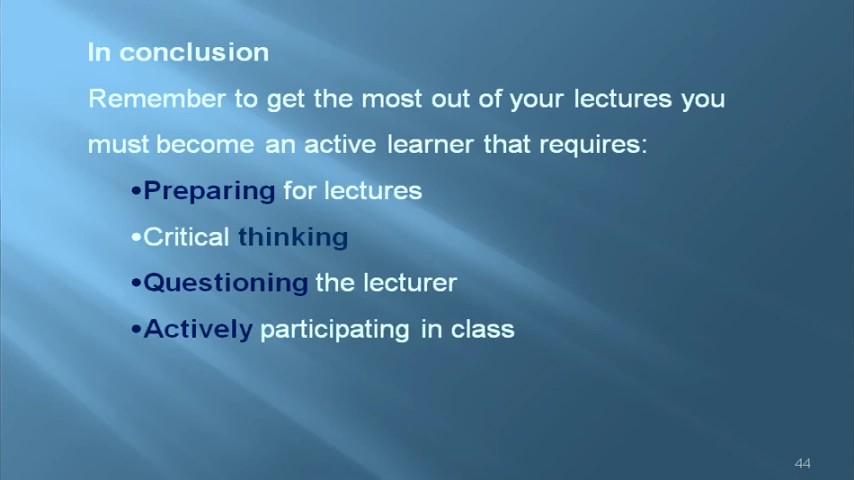 In conclusion
Remember to get the most out of your lectures you
must become an active learner that requires:
•Preparing for lectures
•Critical thinking
•Questioning the lecturer
•Actively participating in class
44